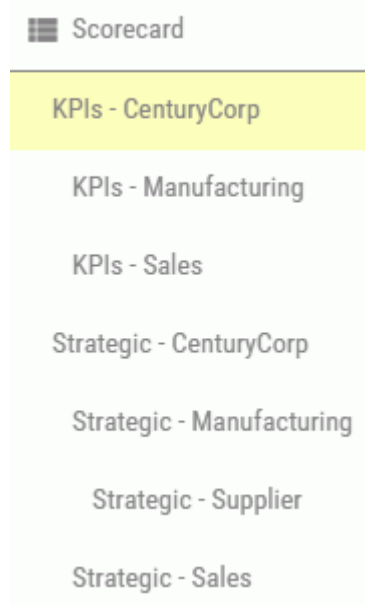 Scorecard
KPIs - CenturyCorp
KPIs - Manufacturing
KPIs - Sales
Strategic - CenturyCorp
Strategic - Manufacturing
Strategic - Supplier
Strategic - Sales